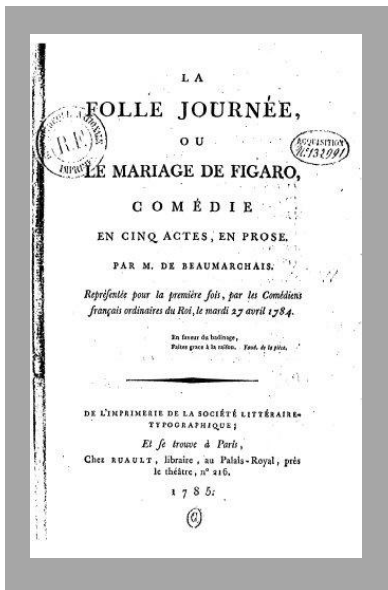 LA
FOLLE JOURNÉE,
OU
LE MARIAGE DE FIGARO,
COMÉDIE
EN CINQ ACTES, EN PROSE.
PAR M. DE BEAUMARCHAIS.
Repréſentée pour la première fois, par les Comédiens
français ordinaires du Roi, le mardi 27 avril 1784.
En faveur du badinage,
Faites grace à la raiſon. Vaud. de la pièce.
DE L'IMPRIMERIE DE LA SOCIÉTÉ LITTÉRAIRE-
TYPOGRAPHIQUE;
Et ſe trouve à Paris,
Chez RUAULT, libraire, au Palais-Royal, près
le théâtre, n° 216.
1785.
R.F.
IMPRIMÉS
ACQUISITION
N° 132991